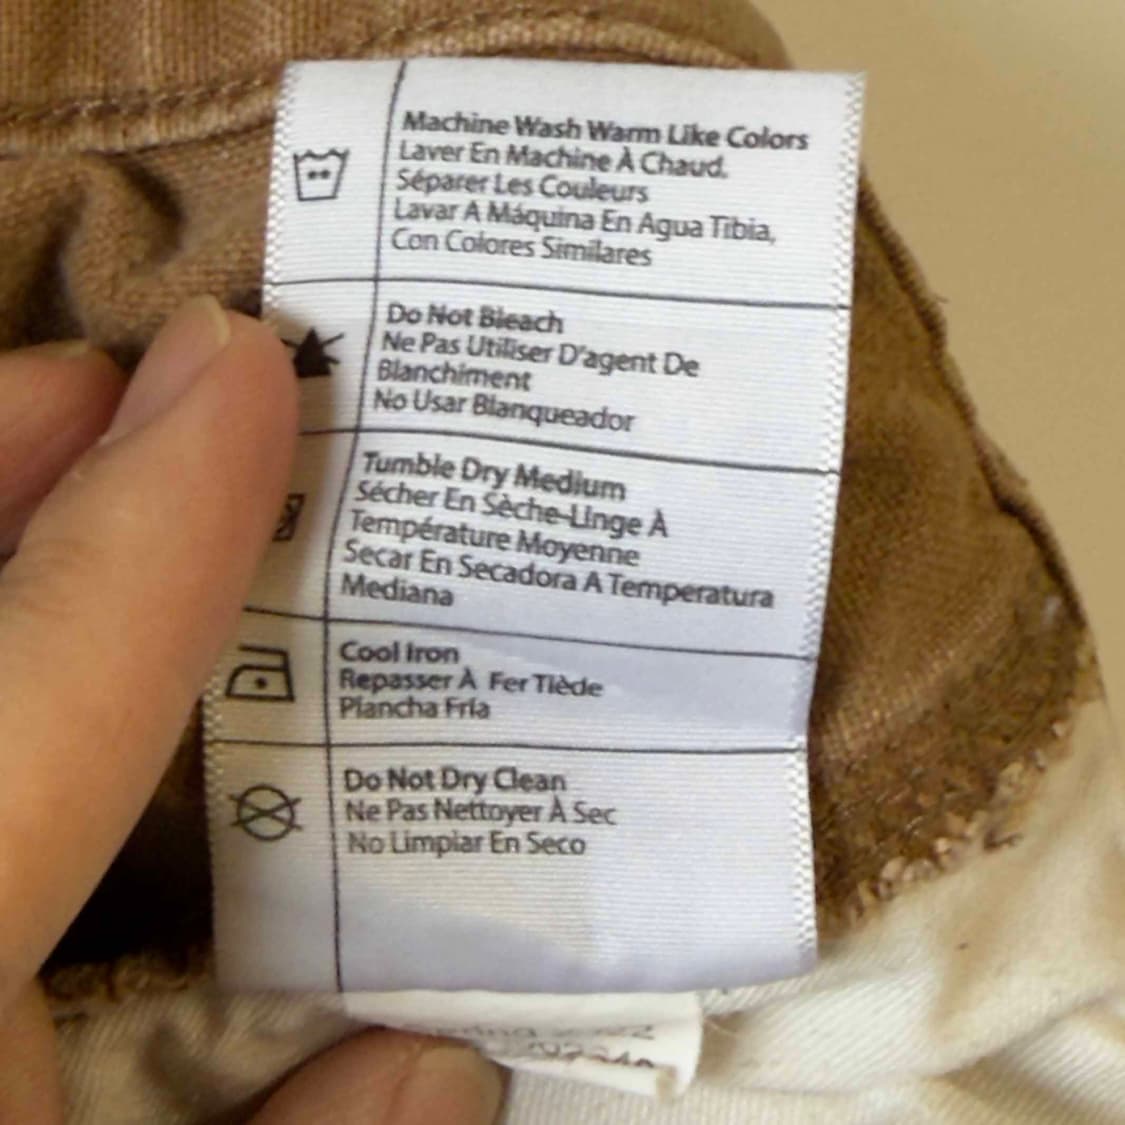 Machine Wash Warm Like Colors
Laver En Machine À Chaud.
Séparer Les Couleurs
Lavar A Máquina En Agua Tibia,
Con Colores Similares
Do Not Bleach
Ne Pas Utiliser D'agent De
Blanchiment
No Usar Blanqueador
Tumble Dry Medium
Sécher En Sèche-Linge À
Température Moyenne
Secar En Secadora A Temperatura
Mediana
Cool Iron
Repasser À Fer Tiède
Plancha Fría
Do Not Dry Clean
Ne Pas Nettoyer À Sec
No Limpiar En Seco